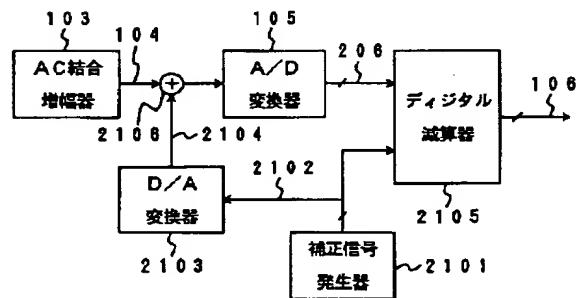 103
104
105
206
106
AC結合
増幅器
A/D
変換器
ディジタル
減算器
2106
2104
2102
D/A
変換器
2105
2103
補正信号
発生器
2101